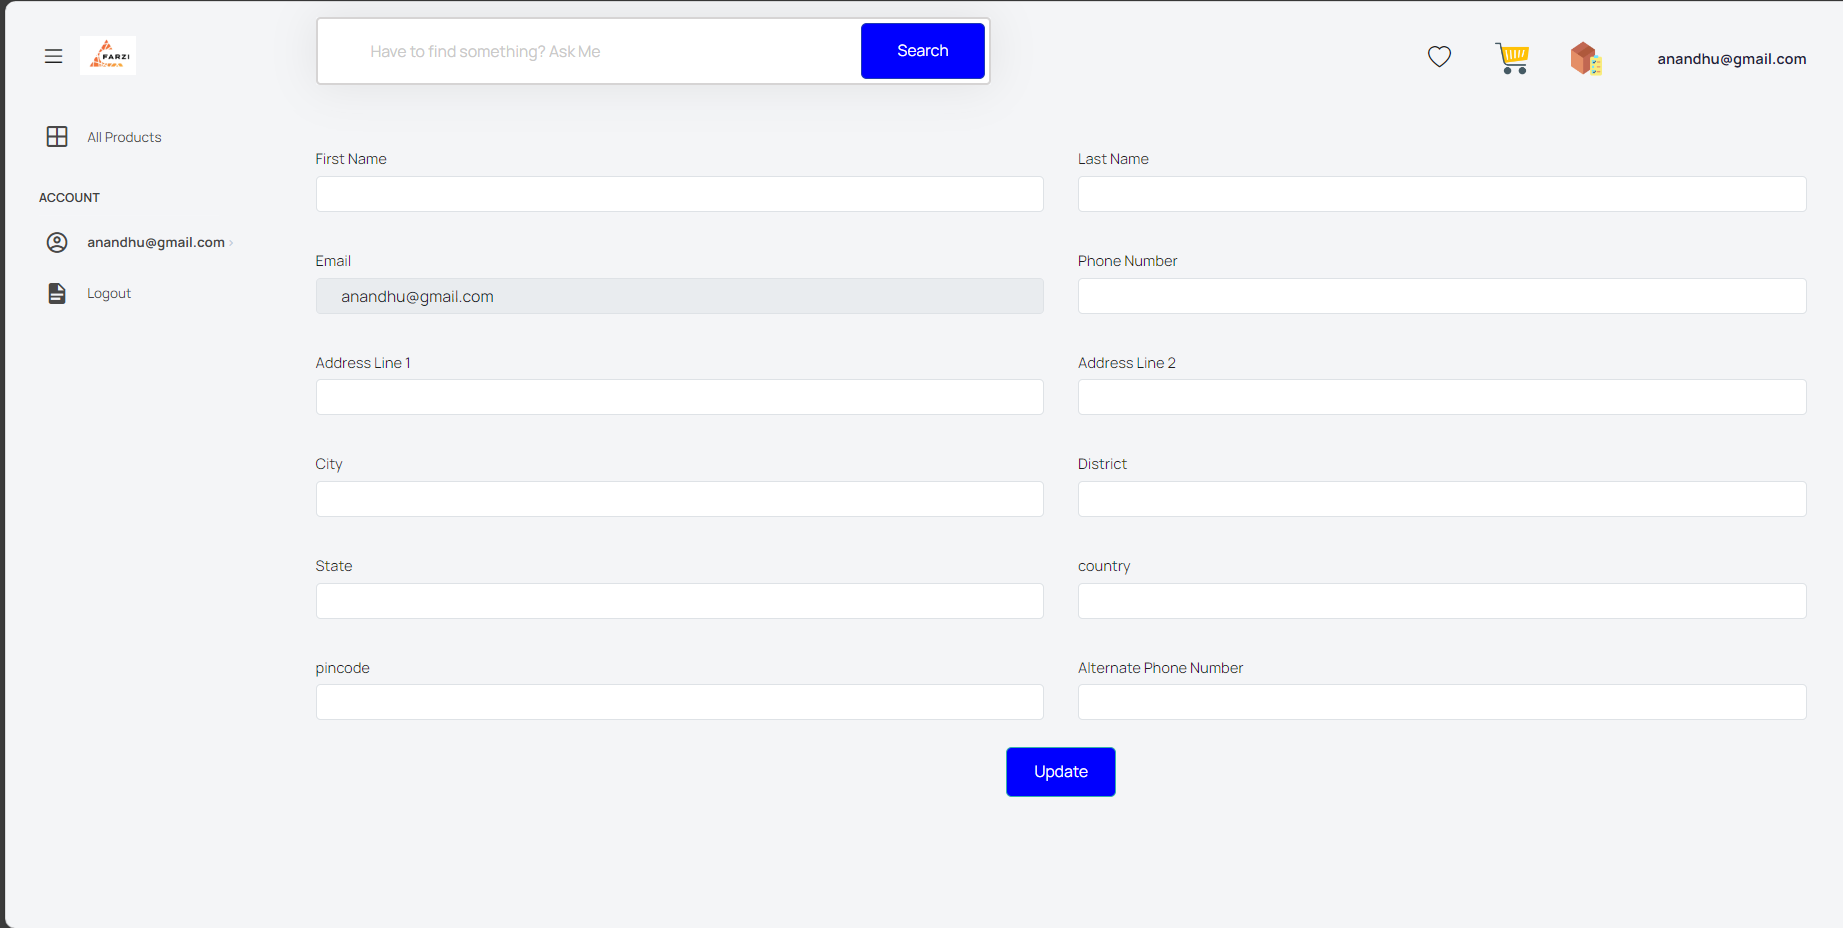 FARZI
Have to find something? Ask Me
Search
anandhu@gmail.com
All Products
ACCOUNT
anandhu@gmail.com
Logout
First Name
Last Name
Email
anandhu@gmail.com
Phone Number
Address Line 1
Address Line 2
City
District
State
country
pincode
Alternate Phone Number
Update